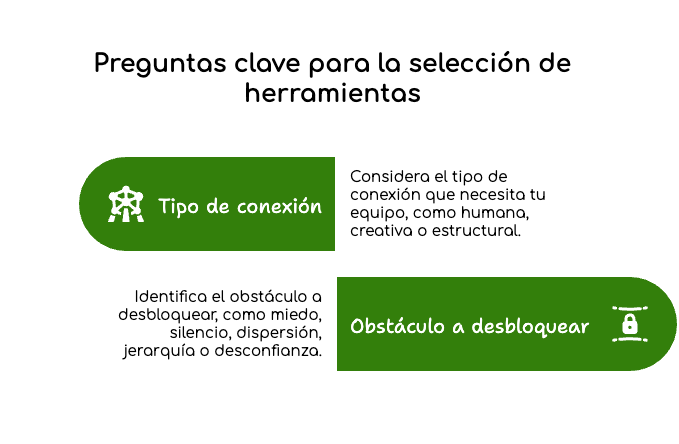 Preguntas clave para la selección de
herramientas
Tipo de conexión
Considera el tipo de
conexión que necesita tu
equipo, como humana,
creativa o estructural.
Identifica el obstáculo a
desbloquear, como miedo,
silencio, dispersión,
jerarquía o desconfianza.
Obstáculo a desbloquear